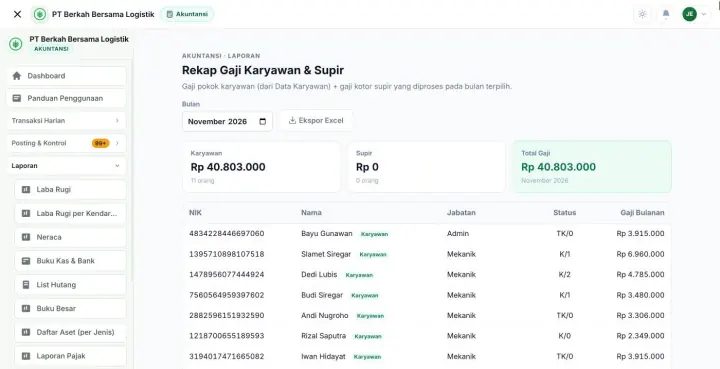 PT Berkah Bersama Logistik
Akuntansi
JE
PT Berkah Bersama Logistik
AKUNTANSI
Dashboard
Panduan Penggunaan
Transaksi Harian
Posting & Kontrol 99+
Laporan
Laba Rugi
Laba Rugi per Kendar...
Neraca
Buku Kas & Bank
List Hutang
Buku Besar
Daftar Aset (per Jenis)
Laporan Pajak
AKUNTANSI · LAPORAN
Rekap Gaji Karyawan & Supir
Gaji pokok karyawan (dari Data Karyawan) + gaji kotor supir yang diproses pada bulan terpilih.
Bulan
November 2026
Ekspor Excel
Karyawan
Rp 40.803.000
11 orang
Supir
Rp 0
0 orang
Total Gaji
Rp 40.803.000
November 2026
NIK Nama Jabatan Status Gaji Bulanan
4834228446697060 Bayu Gunawan Karyawan Admin TK/0 Rp 3.915.000
1395710898107518 Slamet Siregar Karyawan Mekanik K/1 Rp 6.960.000
1478956077444924 Dedi Lubis Karyawan Mekanik K/2 Rp 4.785.000
7560564959397602 Budi Siregar Karyawan Mekanik K/1 Rp 3.480.000
2882596151932590 Andi Nugroho Karyawan Mekanik TK/0 Rp 3.306.000
1218700655189593 Rizal Saputra Karyawan Mekanik K/0 Rp 2.349.000
3194017471665082 Iwan Hidayat Karyawan Mekanik TK/0 Rp 3.915.000